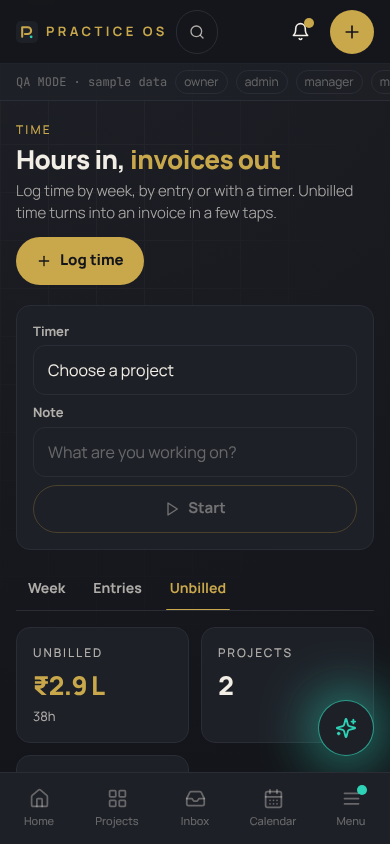 PRACTICE OS
QA MODE · sample data owner admin manager
TIME
Hours in, invoices out
Log time by week, by entry or with a timer. Unbilled
time turns into an invoice in a few taps.
Log time
Timer
Choose a project
Note
What are you working on?
Start
Week Entries Unbilled
UNBILLED
₹2.9 L
38h
PROJECTS
2
Home Projects Inbox Calendar Menu